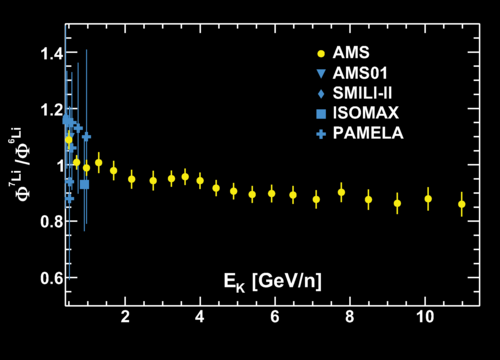 1.4
1.2
1
0.8
0.6
Φ⁷Li/Φ⁶Li
AMS
AMS01
SMILI-II
ISOMAX
PAMELA
E_K [GeV/n]
2 4 6 8 10